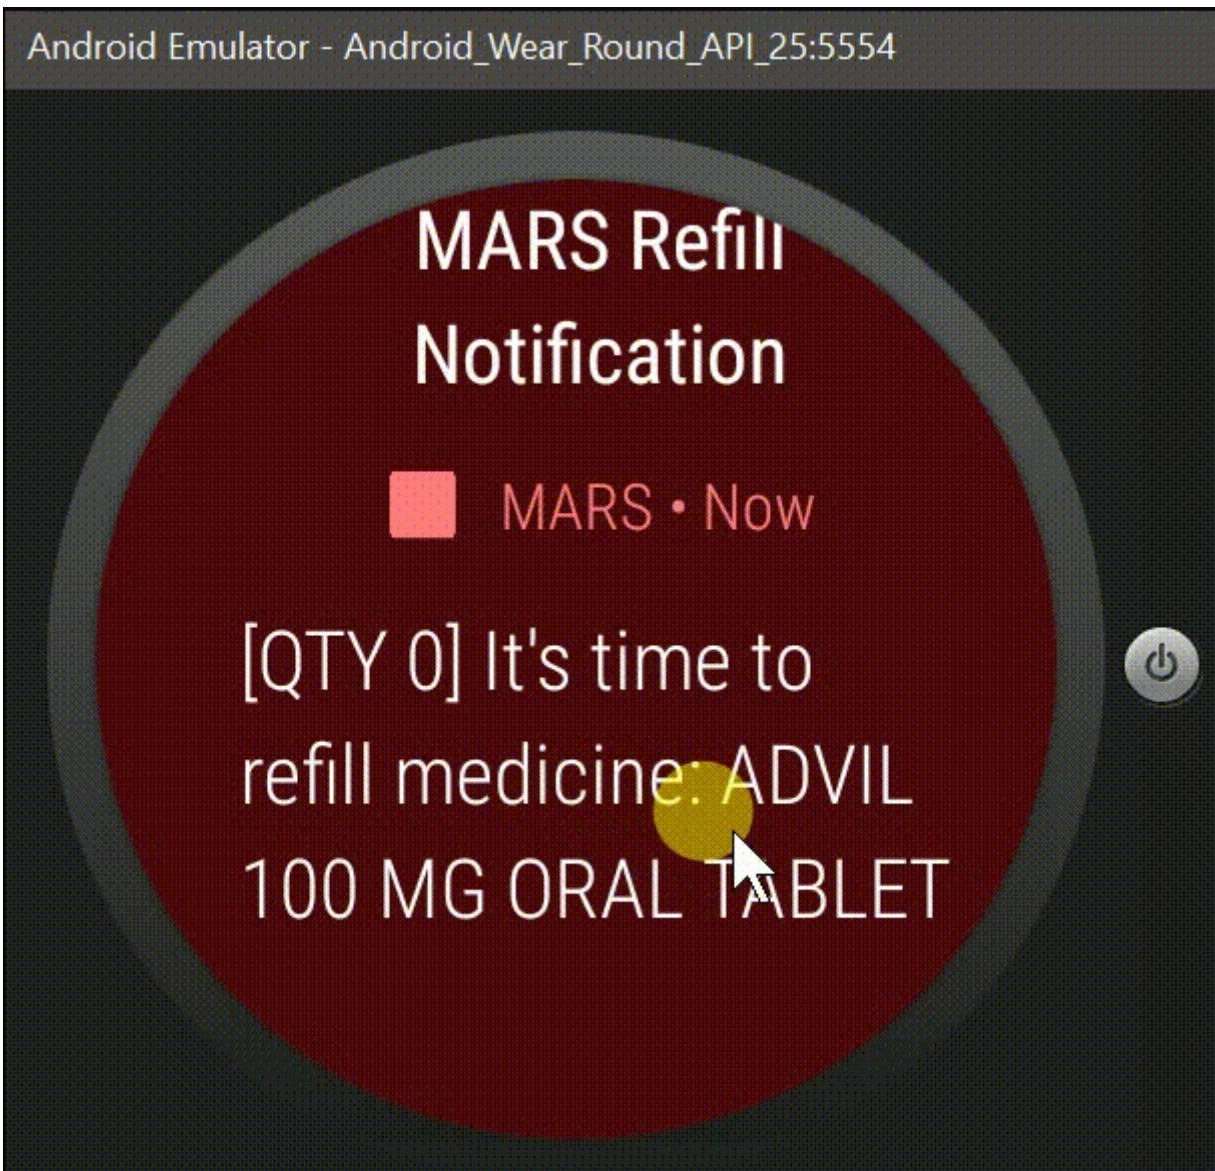 Android Emulator - Android_Wear_Round_API_25:5554
MARS Refill
Notification
MARS • Now
[QTY 0] It's time to
refill medicine: ADVIL
100 MG ORAL TABLET